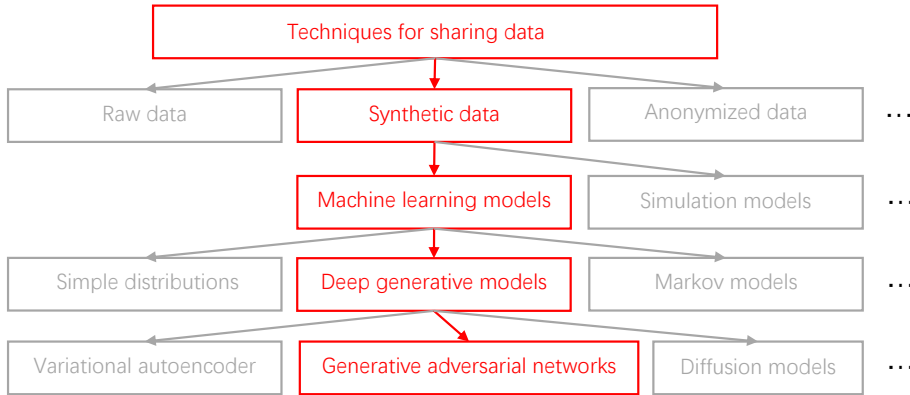 Techniques for sharing data
Raw data
Synthetic data
Anonymized data
...
Machine learning models
Simulation models
...
Simple distributions
Deep generative models
Markov models
...
Variational autoencoder
Generative adversarial networks
Diffusion models
...